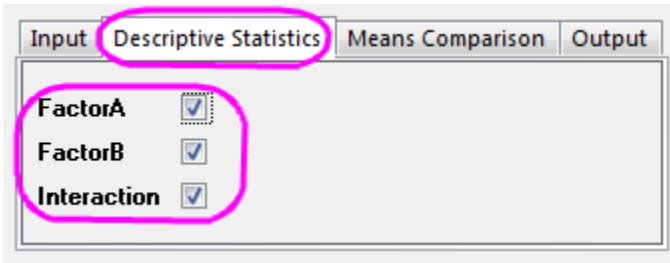 Input Descriptive Statistics Means Comparison Output
FactorA
FactorB
Interaction